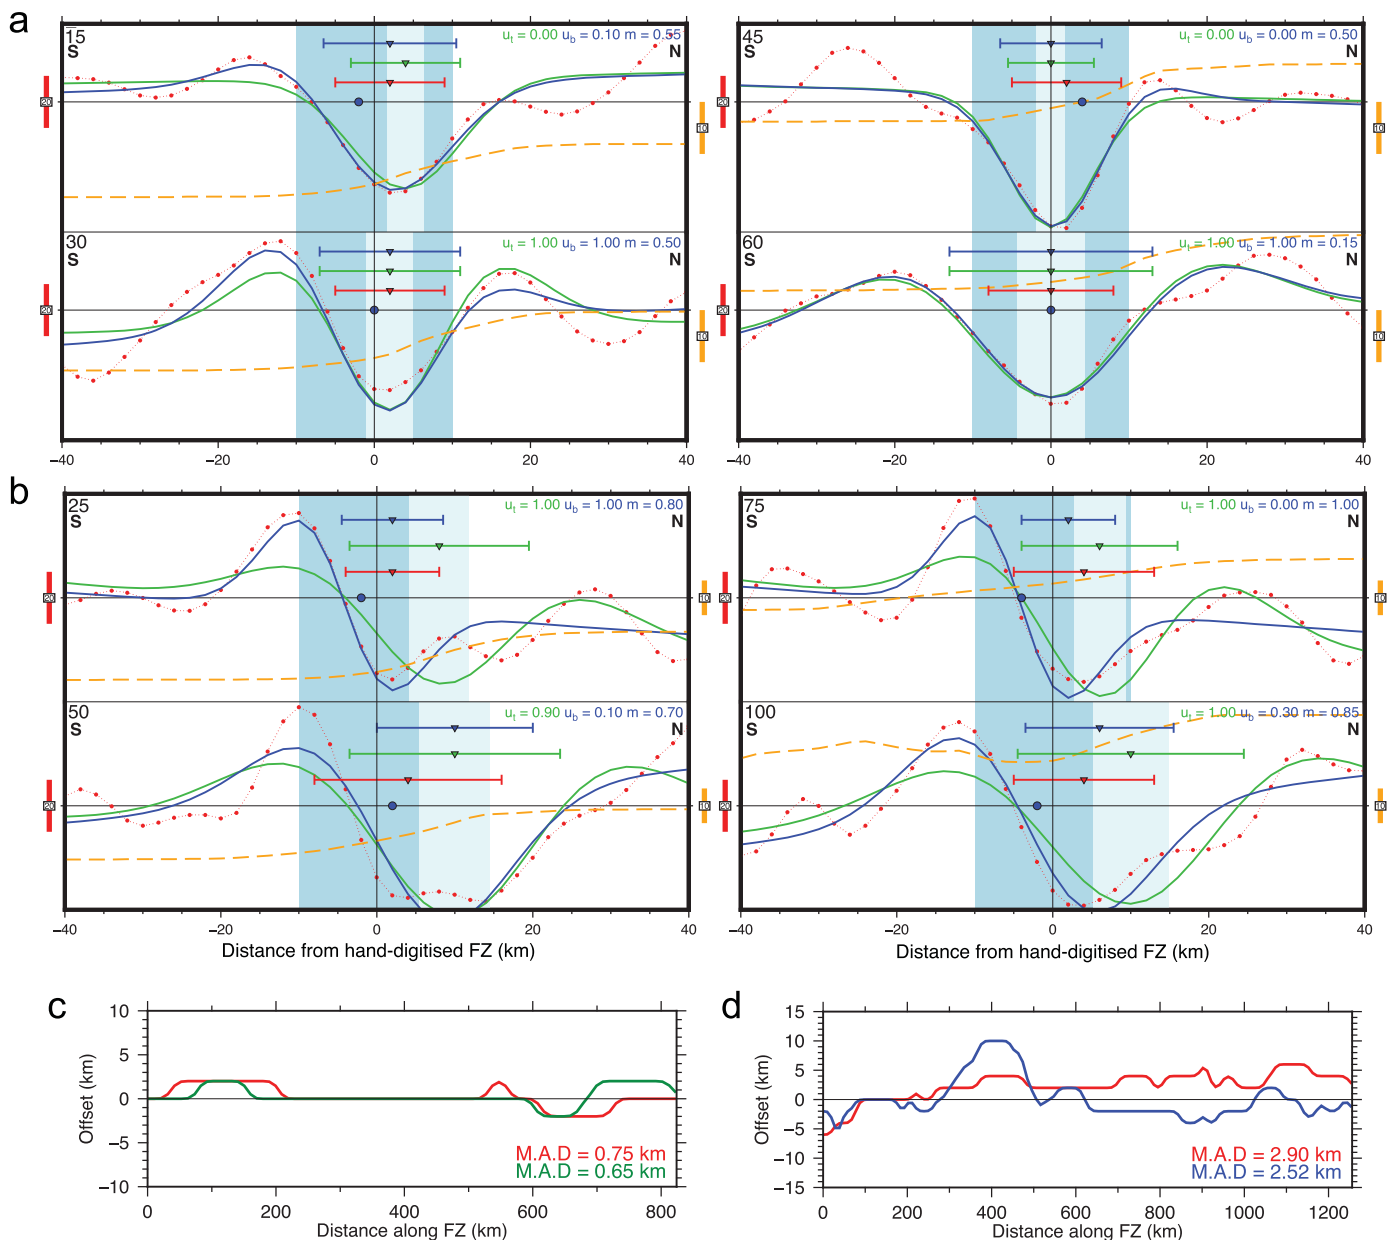 a
15
S
u_t = 0.00 u_b = 0.10 m = 0.55
N
20
10
30
S
u_t = 1.00 u_b = 1.00 m = 0.50
N
20
10
−40 −20 0 20 40
45
S
u_t = 0.00 u_b = 0.00 m = 0.50
N
20
10
60
S
u_t = 1.00 u_b = 1.00 m = 0.15
N
20
10
−40 −20 0 20 40
b
25
S
u_t = 1.00 u_b = 1.00 m = 0.80
N
20
10
50
S
u_t = 0.90 u_b = 0.10 m = 0.70
N
20
10
−40 −20 0 20 40
Distance from hand-digitised FZ (km)
75
S
u_t = 1.00 u_b = 0.00 m = 1.00
N
20
10
100
S
u_t = 1.00 u_b = 0.30 m = 0.85
N
20
10
−40 −20 0 20 40
Distance from hand-digitised FZ (km)
c
Offset (km)
10
5
0
−5
−10
M.A.D = 0.75 km
M.A.D = 0.65 km
0 200 400 600 800
Distance along FZ (km)
d
Offset (km)
15
10
5
0
−5
−10
−15
M.A.D = 2.90 km
M.A.D = 2.52 km
0 200 400 600 800 1000 1200
Distance along FZ (km)